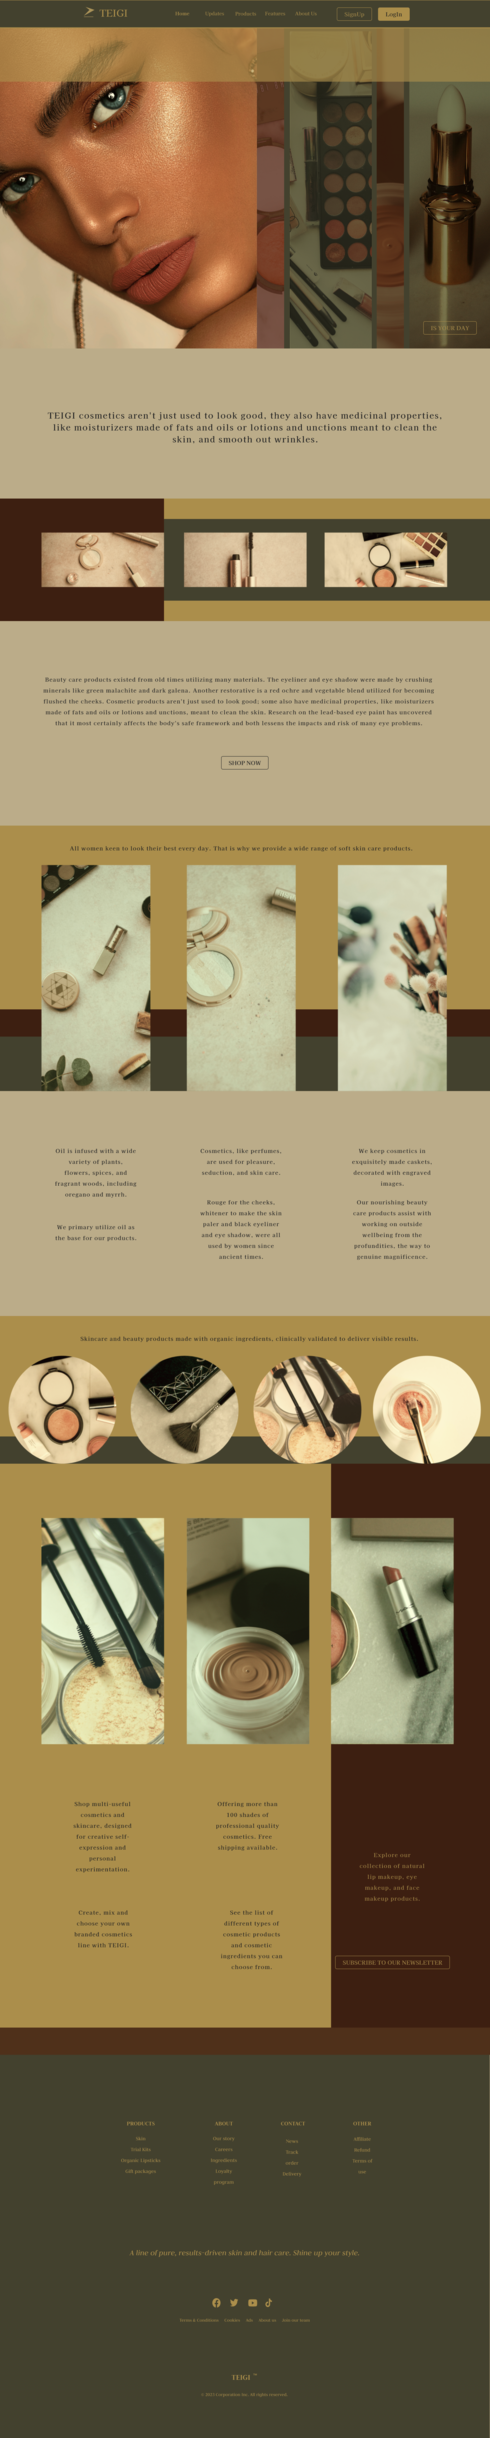 TEIGI
Home Updates Products Features About Us SignUp Login
IS YOUR DAY
TEIGI cosmetics aren't just used to look good, they also have medicinal properties,
like moisturizers made of fats and oils or lotions and unctions meant to clean the
skin, and smooth out wrinkles.
Beauty care products existed from old times utilizing many materials. The eyeliner and eye shadow were made by crushing
minerals like green malachite and dark galena. Another restorative is a red ochre and vegetable blend utilized for becoming
flushed the cheeks. Cosmetic products aren't just used to look good; some also have medicinal properties, like moisturizers
made of fats and oils or lotions and unctions, meant to clean the skin. Research on the lead-based eye paint has uncovered
that it most certainly affects the body's safe framework and both lessens the impacts and risk of many eye problems.
SHOP NOW
All women keen to look their best every day. That is why we provide a wide range of soft skin care products.
Oil is infused with a wide
variety of plants,
flowers, spices, and
fragrant woods, including
oregano and myrrh.
We primary utilize oil as
the base for our products.
Cosmetics, like perfumes,
are used for pleasure,
seduction, and skin care.
Rouge for the cheeks,
whitener to make the skin
paler and black eyeliner
and eye shadow, were all
used by women since
ancient times.
We keep cosmetics in
exquisitely made caskets,
decorated with engraved
images.
Our nourishing beauty
care products assist with
working on outside
wellbeing from the
profundities, the way to
genuine magnificence.
Skincare and beauty products made with organic ingredients, clinically validated to deliver visible results.
Shop multi-useful
cosmetics and
skincare, designed
for creative self-
expression and
personal
experimentation.
Create, mix and
choose your own
branded cosmetics
line with TEIGI.
Offering more than
100 shades of
professional quality
cosmetics. Free
shipping available.
See the list of
different types of
cosmetic products
and cosmetic
ingredients you can
choose from.
Explore our
collection of natural
lip makeup, eye
makeup, and face
makeup products.
SUBSCRIBE TO OUR NEWSLETTER
PRODUCTS
Skin
Trial Kits
Organic Lipsticks
Gift packages
ABOUT
Our story
Careers
Ingredients
Loyalty
program
CONTACT
News
Track
order
Delivery
OTHER
Affiliate
Refund
Terms of
use
A line of pure, results-driven skin and hair care. Shine up your style.
Terms & Conditions Cookies Ads About us Join our team
TEIGI ™